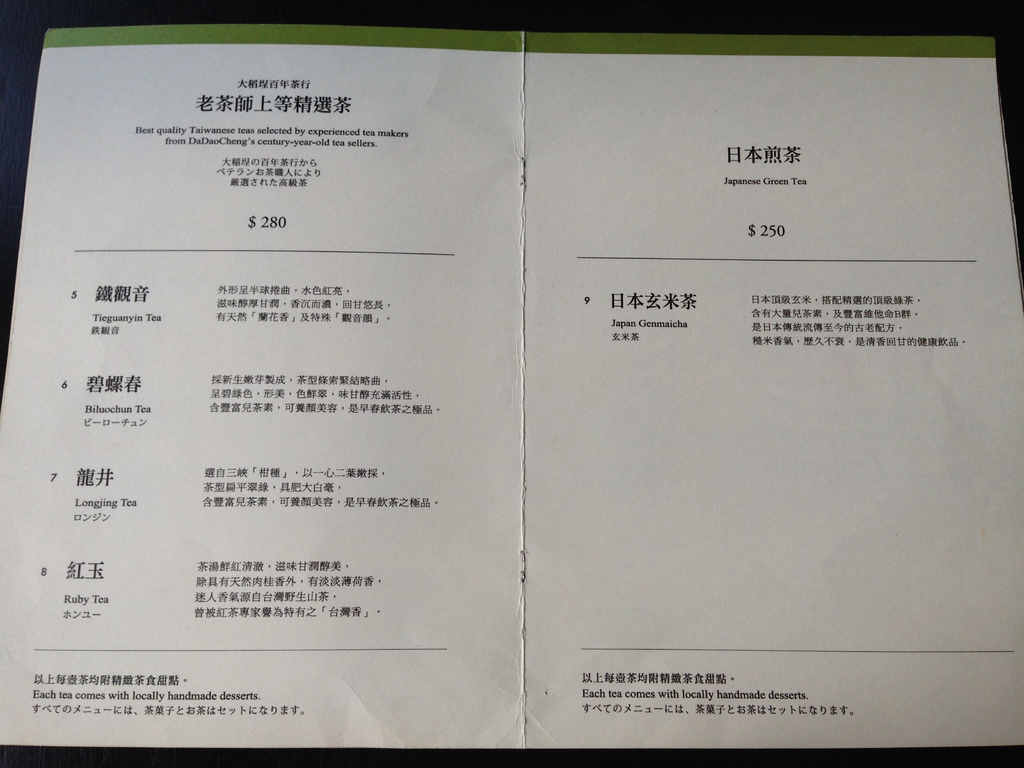 大稻埕百年茶行
老茶師上等精選茶
Best quality Taiwanese teas selected by experienced tea makers
from DaDaoCheng's century-year-old tea sellers.
大稲埕の百年茶行から
ベテランお茶職人により
厳選された高級茶
$ 280
5 鐵觀音
Tieguanyin Tea
鉄観音
外形呈半球捲曲，水色紅亮，
滋味醇厚甘潤，香沉而濃，回甘悠長，
有天然「蘭花香」及特殊「觀音韻」。
6 碧螺春
Biluochun Tea
ビーローチュン
採新生嫩芽製成，茶型條索緊結略曲，
呈碧綠色，形美，色鮮翠，味甘醇充滿活性，
含豐富兒茶素，可養顏美容，是早春飲茶之極品。
7 龍井
Longjing Tea
ロンジン
選自三峽「柑種」，以一心二葉嫩採，
茶型扁平翠綠，具肥大白毫，
含豐富兒茶素，可養顏美容，是早春飲茶之極品。
8 紅玉
Ruby Tea
ホンユー
茶湯鮮紅清澈，滋味甘潤醇美，
除具有天然肉桂香外，有淡淡薄荷香，
迷人香氣源自台灣野生山茶，
曾被紅茶專家譽為特有之「台灣香」。
以上每壺茶均附精緻茶食甜點。
Each tea comes with locally handmade desserts.
すべてのメニューには、茶菓子とお茶はセットになります。
日本煎茶
Japanese Green Tea
$ 250
9 日本玄米茶
Japan Genmaicha
玄米茶
日本頂級玄米，搭配精選的頂級綠茶，
含有大量兒茶素，及豐富維他命B群，
是日本傳統流傳至今的古老配方，
糙米香氣，歷久不衰，是清香回甘的健康飲品。
以上每壺茶均附精緻茶食甜點。
Each tea comes with locally handmade desserts.
すべてのメニューには、茶菓子とお茶はセットになります。